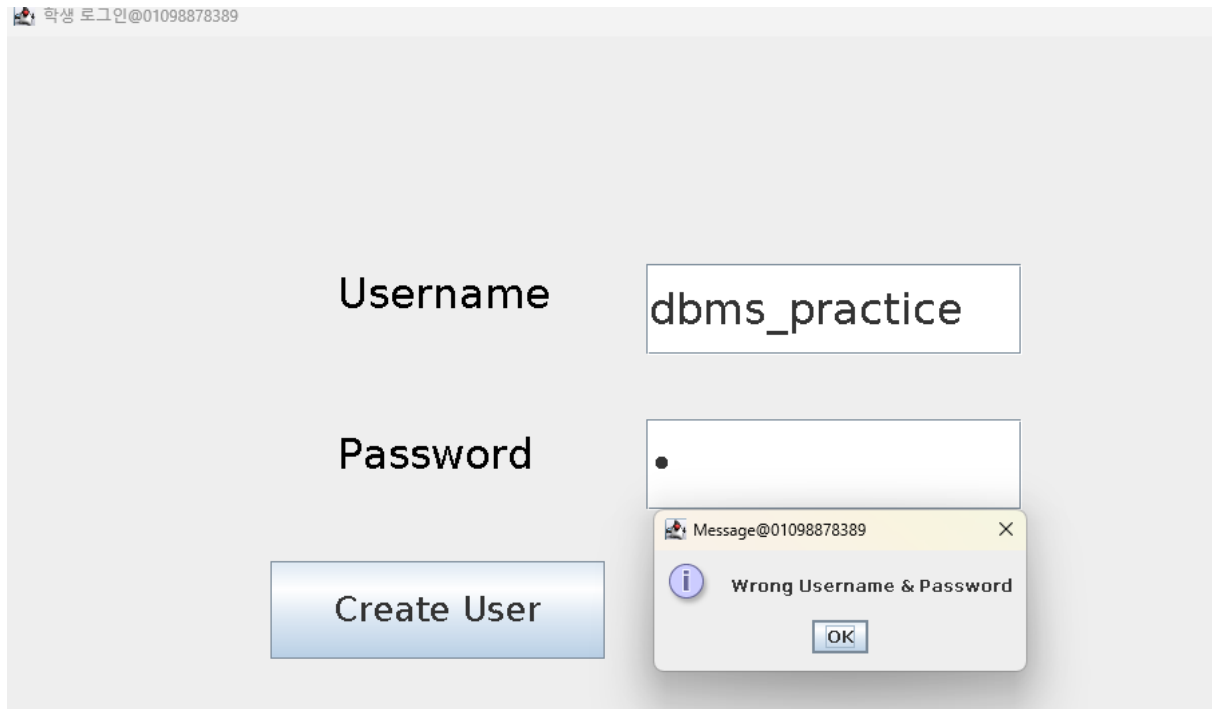 학생 로그인@01098878389
Username
dbms_practice
Password
•
Message@01098878389
Wrong Username & Password
OK
Create User